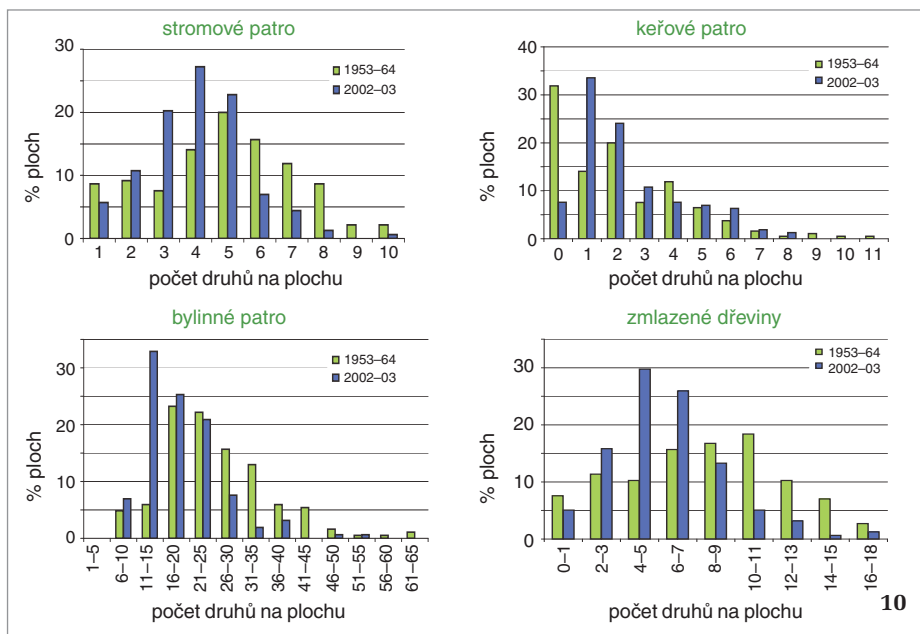 stromové patro
30
20
10
0
% ploch
1953–64
2002–03
1 2 3 4 5 6 7 8 9 10
počet druhů na plochu
keřové patro
40
30
20
10
0
% ploch
1953–64
2002–03
0 1 2 3 4 5 6 7 8 9 10 11
počet druhů na plochu
bylinné patro
30
20
10
0
% ploch
1953–64
2002–03
1–5 6–10 11–15 16–20 21–25 26–30 31–35 36–40 41–45 46–50 51–55 56–60 61–65
počet druhů na plochu
zmlazené dřeviny
30
20
10
0
% ploch
1953–64
2002–03
0–1 2–3 4–5 6–7 8–9 10–11 12–13 14–15 16–18
počet druhů na plochu
10